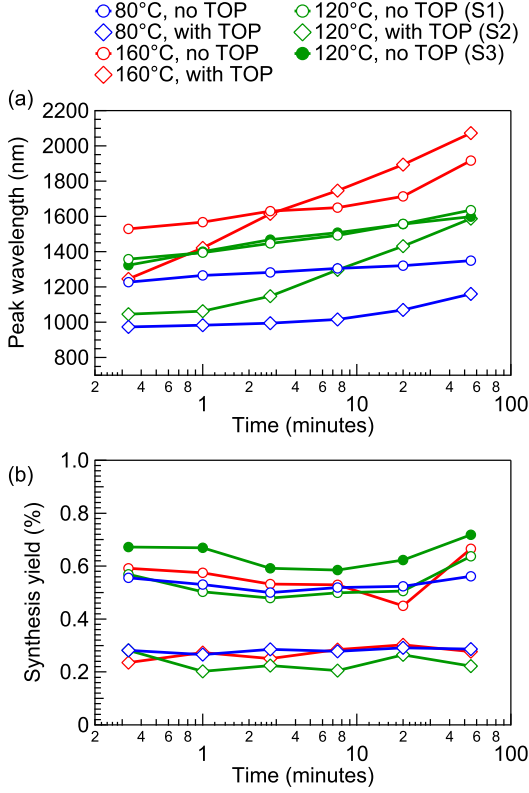 80°C, no TOP 120°C, no TOP (S1)
80°C, with TOP 120°C, with TOP (S2)
160°C, no TOP 120°C, no TOP (S3)
160°C, with TOP
(a)
2200
2000
1800
1600
1400
1200
1000
800
Peak wavelength (nm)
2 4 6 8 1 2 4 6 8 10 2 4 6 8 100
Time (minutes)
(b)
1.0
0.8
0.6
0.4
0.2
0
Synthesis yield (%)
2 4 6 8 1 2 4 6 8 10 2 4 6 8 100
Time (minutes)